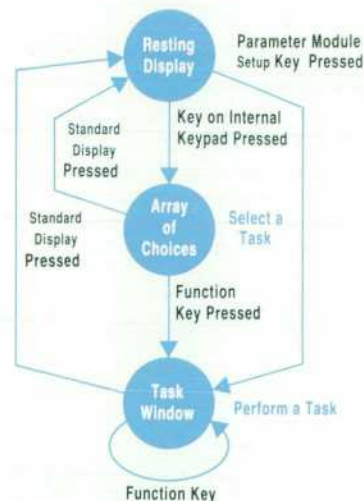 Resting
Display
Parameter Module
Setup Key Pressed
Standard
Display
Pressed
Key on Internal
Keypad Pressed
Array
of
Choices
Select a
Task
Standard
Display
Pressed
Function
Key Pressed
Task
Window
Perform a Task
Function Key